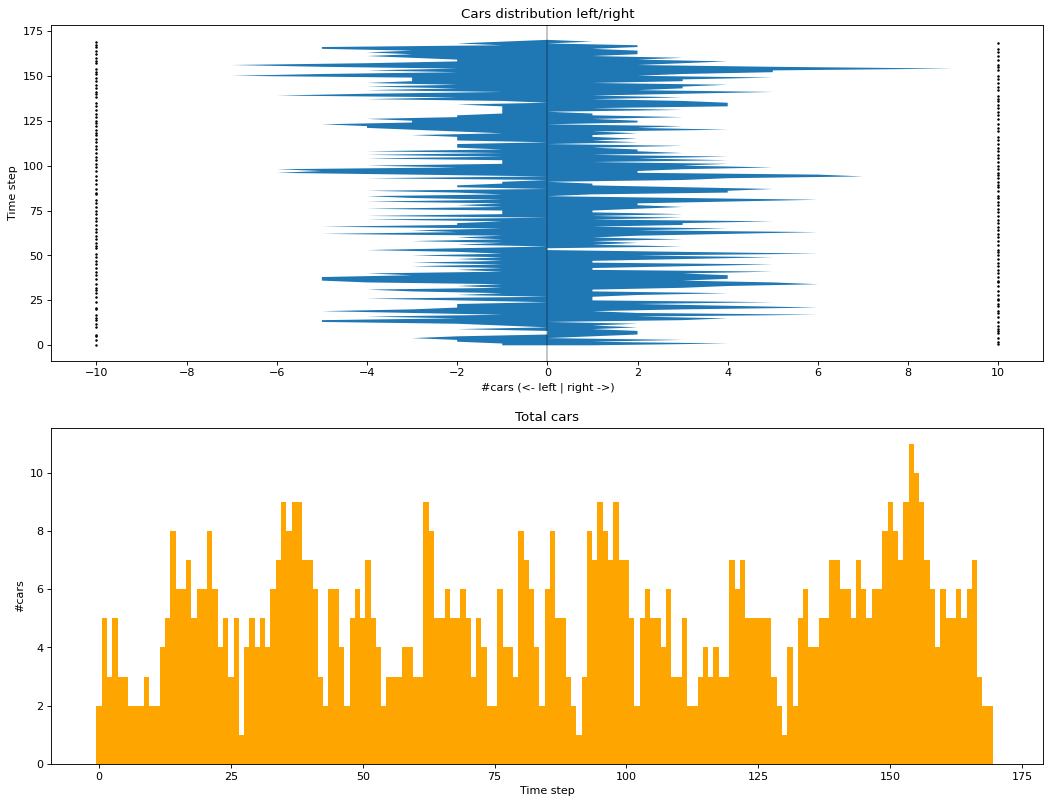 Cars distribution left/right
175
150
125
100
75
50
25
0
Time step
−10 −8 −6 −4 −2 0 2 4 6 8 10
#cars (<- left | right ->)
Total cars
10
8
6
4
2
0
#cars
0 25 50 75 100 125 150 175
Time step